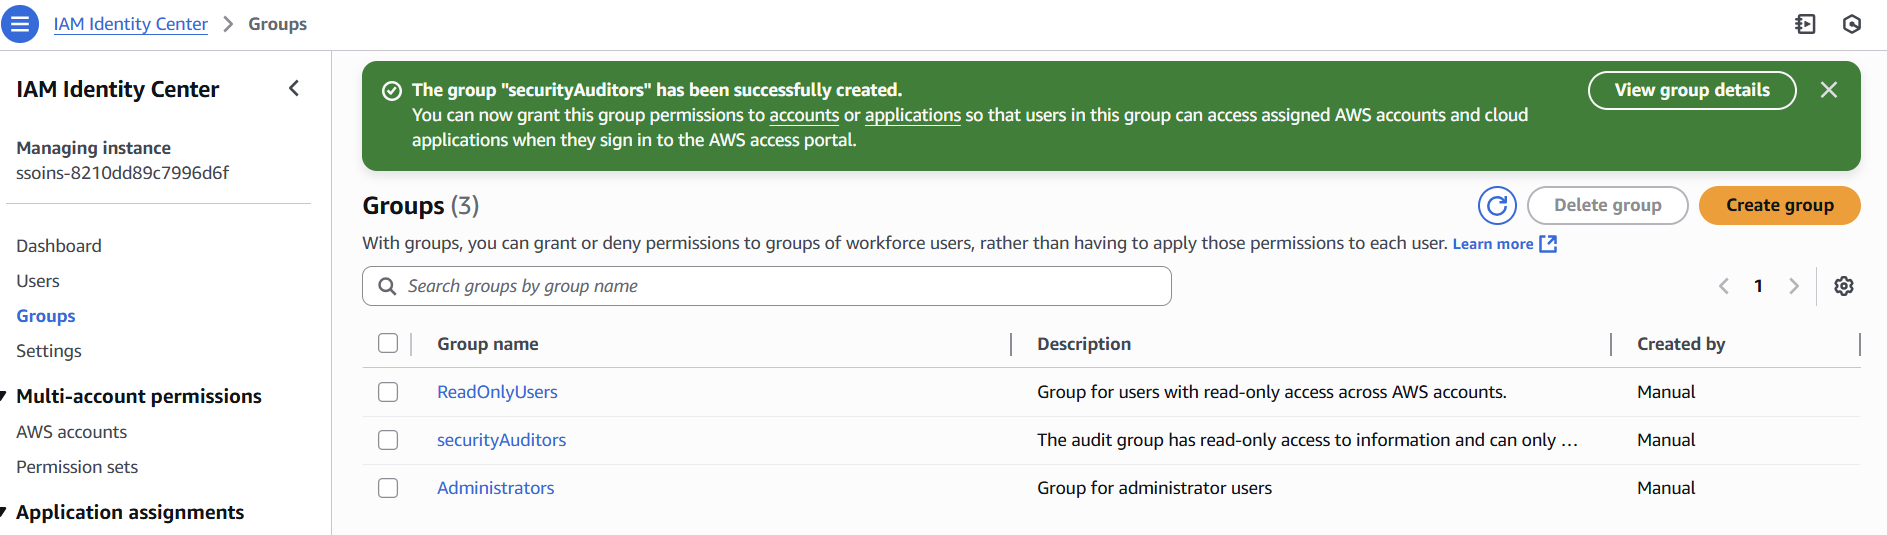 IAM Identity Center > Groups
IAM Identity Center
Managing instance
ssoins-8210dd89c7996d6f
Dashboard
Users
Groups
Settings
Multi-account permissions
AWS accounts
Permission sets
Application assignments
The group "securityAuditors" has been successfully created.
You can now grant this group permissions to accounts or applications so that users in this group can access assigned AWS accounts and cloud
applications when they sign in to the AWS access portal.
View group details
Groups (3)
Delete group
Create group
With groups, you can grant or deny permissions to groups of workforce users, rather than having to apply those permissions to each user. Learn more
Search groups by group name
1
Group name Description Created by
ReadOnlyUsers Group for users with read-only access across AWS accounts. Manual
securityAuditors The audit group has read-only access to information and can only … Manual
Administrators Group for administrator users Manual